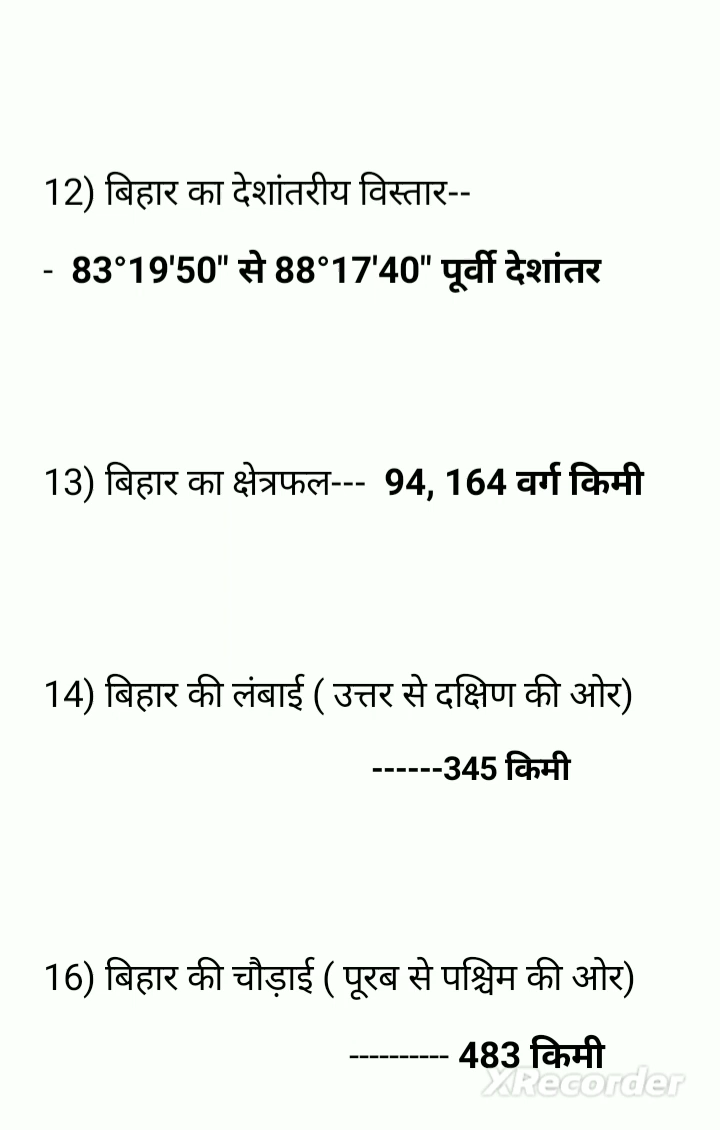 12) बिहार का देशांतरीय विस्तार--
- 83°19'50" से 88°17'40" पूर्वी देशांतर
13) बिहार का क्षेत्रफल--- 94, 164 वर्ग किमी
14) बिहार की लंबाई ( उत्तर से दक्षिण की ओर)
------345 किमी
16) बिहार की चौड़ाई ( पूरब से पश्चिम की ओर)
---------- 483 किमी
XRecorder